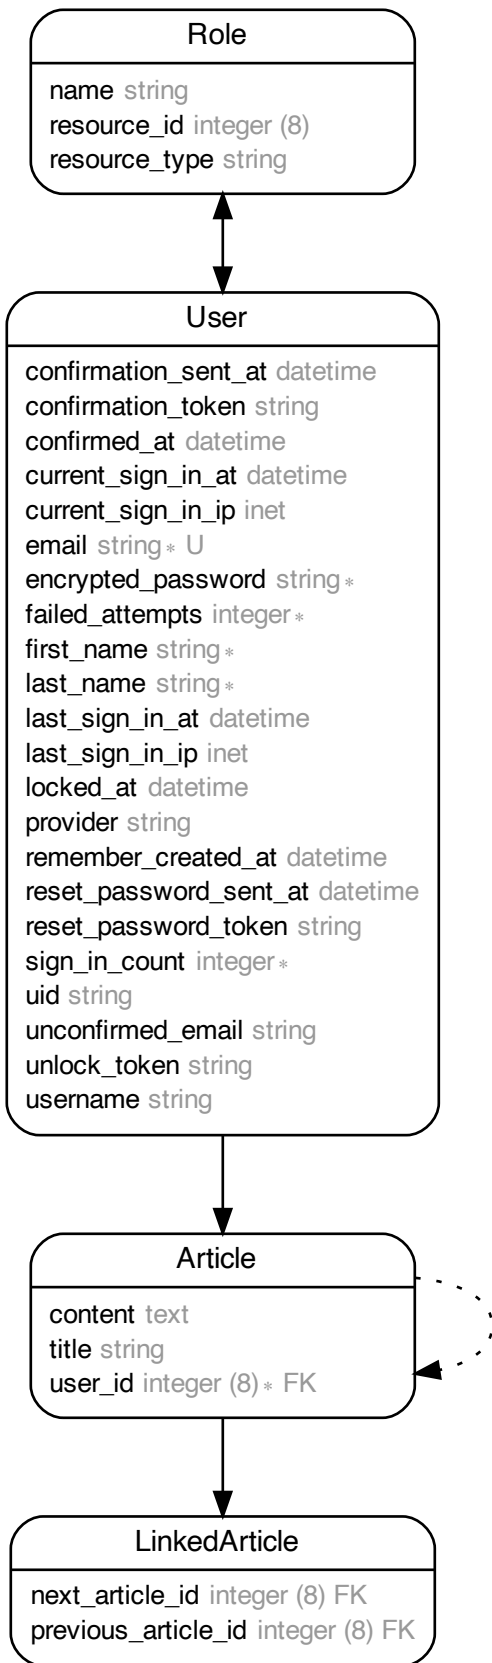 Role
name string
resource_id integer (8)
resource_type string
User
confirmation_sent_at datetime
confirmation_token string
confirmed_at datetime
current_sign_in_at datetime
current_sign_in_ip inet
email string∗ U
encrypted_password string∗
failed_attempts integer∗
first_name string∗
last_name string∗
last_sign_in_at datetime
last_sign_in_ip inet
locked_at datetime
provider string
remember_created_at datetime
reset_password_sent_at datetime
reset_password_token string
sign_in_count integer∗
uid string
unconfirmed_email string
unlock_token string
username string
Article
content text
title string
user_id integer (8)∗ FK
LinkedArticle
next_article_id integer (8) FK
previous_article_id integer (8) FK